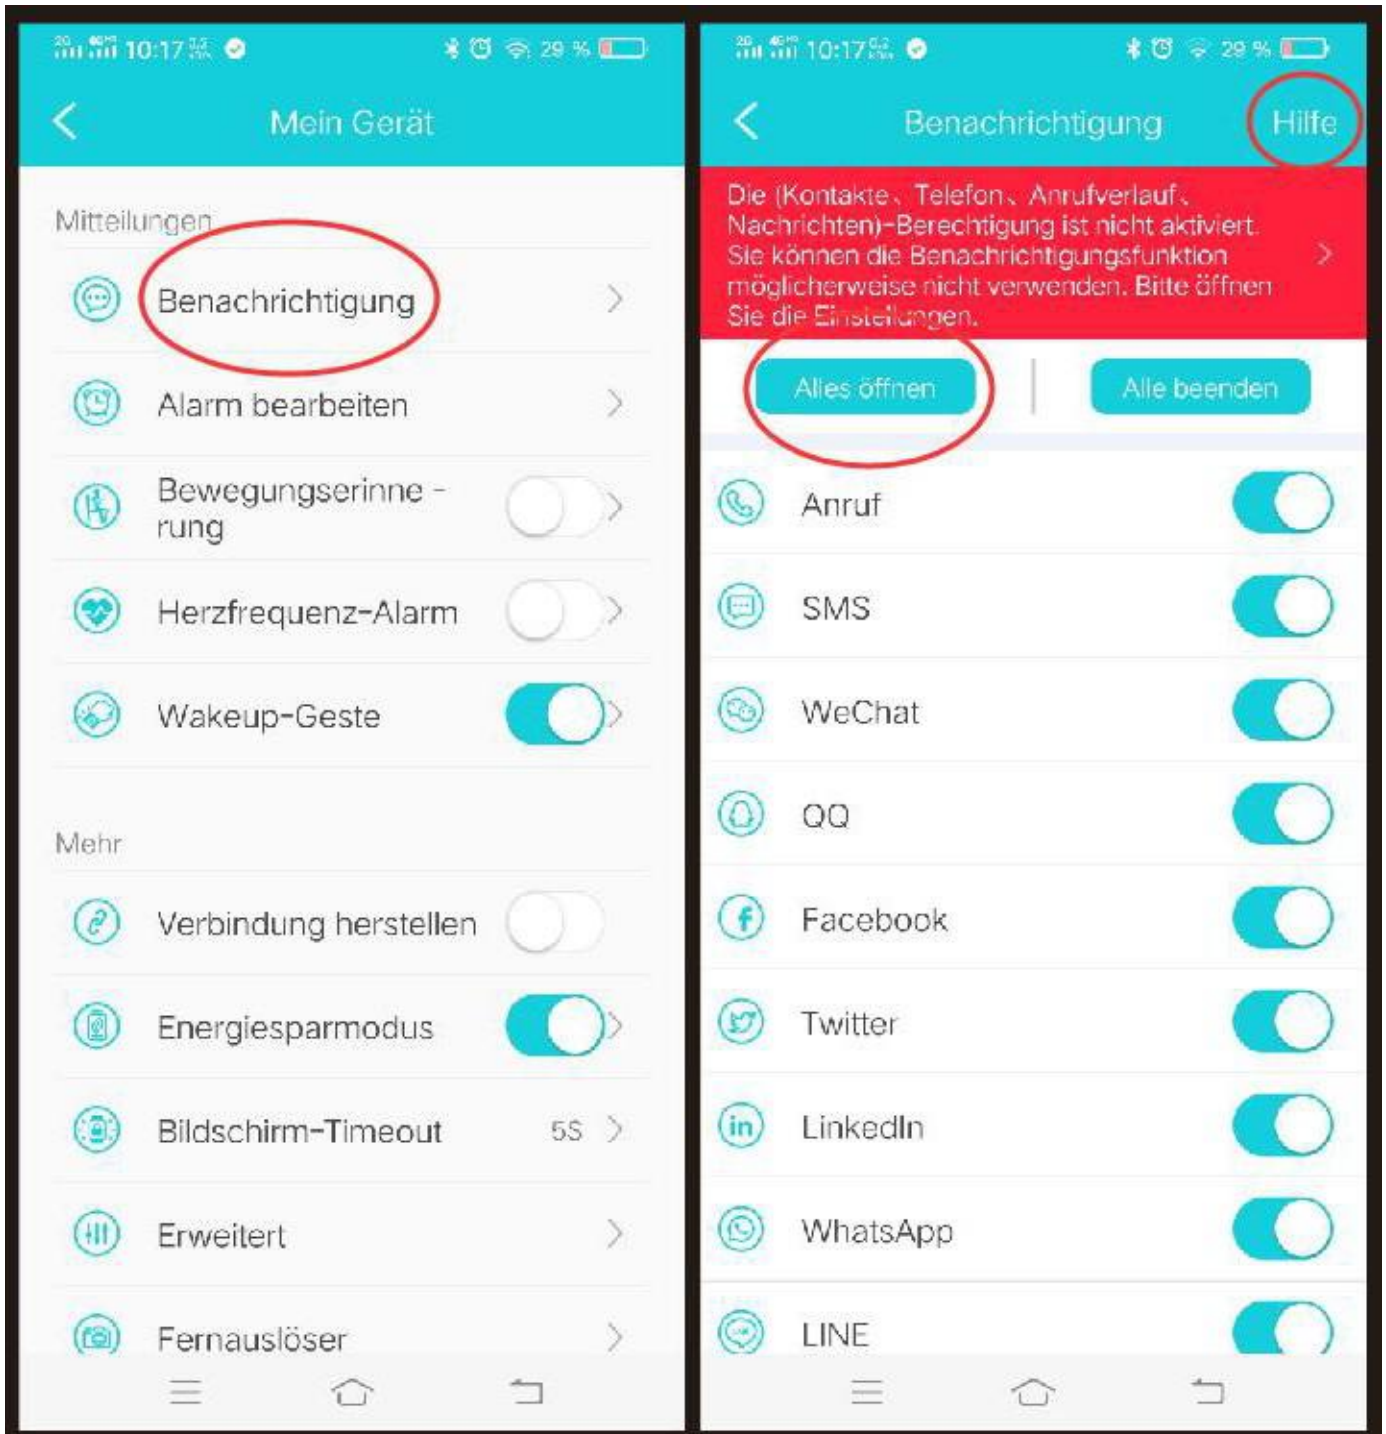 10:17
29 %
Mein Gerät
Mitteilungen
Benachrichtigung
Alarm bearbeiten
Bewegungserinne-
rung
Herzfrequenz-Alarm
Wakeup-Geste
Mehr
Verbindung herstellen
Energiesparmodus
Bildschirm-Timeout 5S
Erweitert
Fernauslöser
10:17
29 %
Benachrichtigung Hilfe
Die (Kontakte、Telefon、Anrufverlauf、
Nachrichten)-Berechtigung ist nicht aktiviert.
Sie können die Benachrichtigungsfunktion
möglicherweise nicht verwenden. Bitte öffnen
Sie die Einstellungen.
Alles öffnen Alle beenden
Anruf
SMS
WeChat
QQ
Facebook
Twitter
in LinkedIn
WhatsApp
LINE